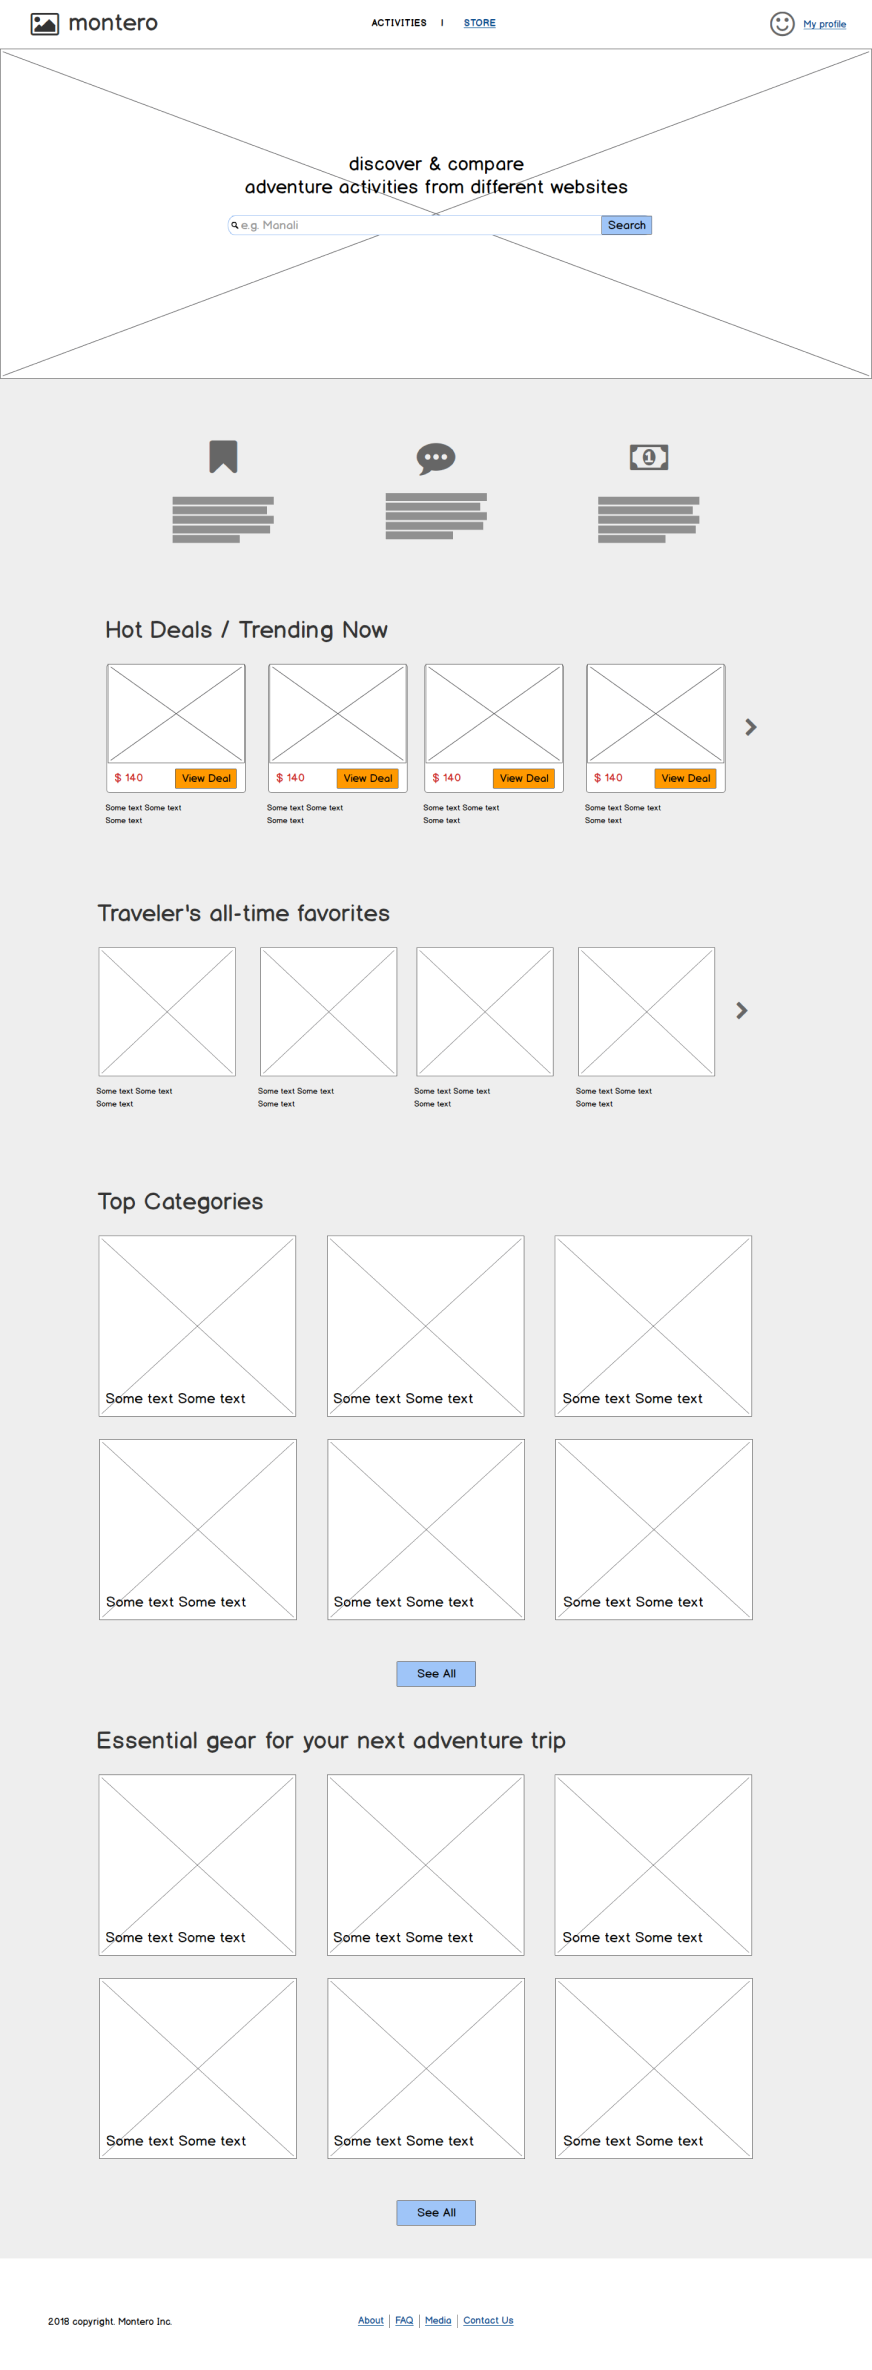 montero
ACTIVITIES | STORE
My profile
discover & compare
adventure activities from different websites
e.g. Manali
Search
Hot Deals / Trending Now
$ 140 View Deal $ 140 View Deal $ 140 View Deal $ 140 View Deal
Some text Some text Some text Some text Some text Some text Some text Some text
Some text Some text Some text Some text
Traveler's all-time favorites
Some text Some text Some text Some text Some text Some text Some text Some text
Some text Some text Some text Some text
Top Categories
Some text Some text Some text Some text Some text Some text
Some text Some text Some text Some text Some text Some text
See All
Essential gear for your next adventure trip
Some text Some text Some text Some text Some text Some text
Some text Some text Some text Some text Some text Some text
See All
2018 copyright. Montero Inc.
About | FAQ | Media | Contact Us